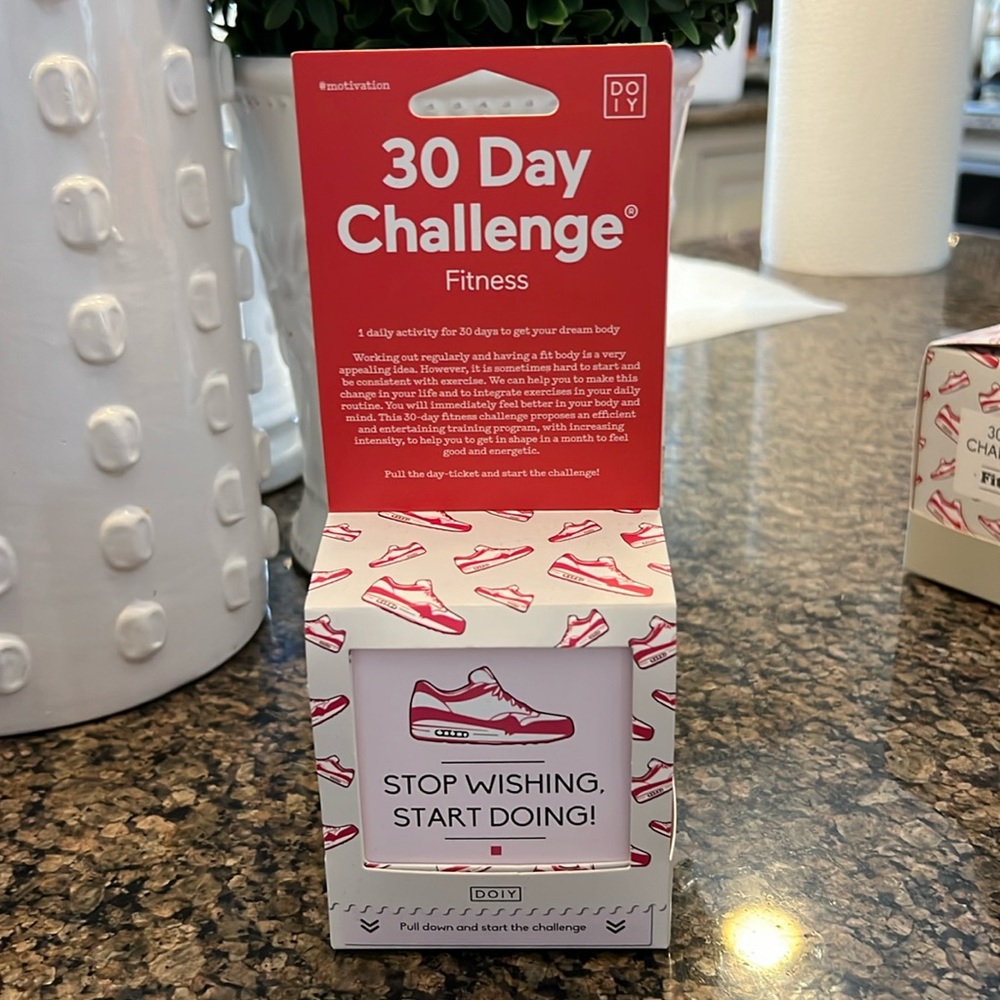 #motivation
DO
IY
30 Day
Challenge®
Fitness
1 daily activity for 30 days to get your dream body
Working out regularly and having a fit body is a very
appealing idea. However, it is sometimes hard to start and
be consistent with exercise. We can help you to make this
change in your life and to integrate exercises in your daily
routine. You will immediately feel better in your body and
mind. This 30-day fitness challenge proposes an efficient
and entertaining training program, with increasing
intensity, to help you to get in shape in a month to feel
good and energetic.
Pull the day-ticket and start the challenge!
STOP WISHING,
START DOING!
DOIY
Pull down and start the challenge
30
CHA
Fit